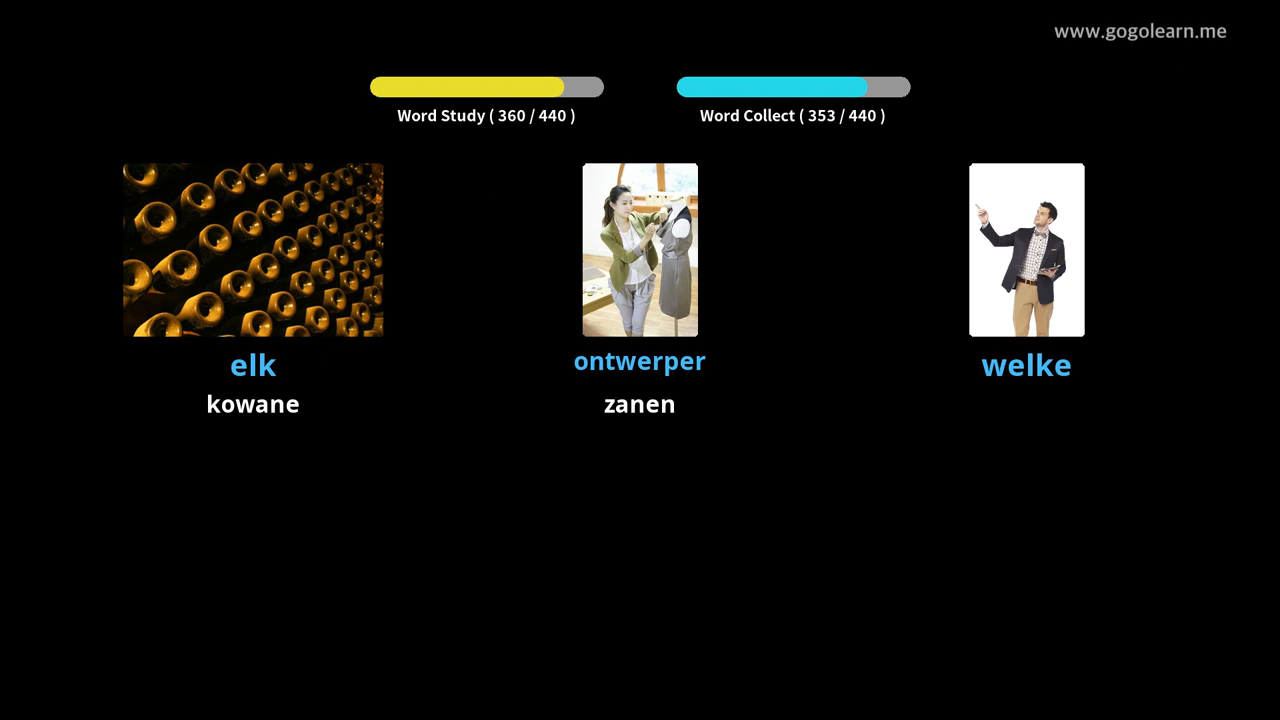 www.gogolearn.me
Word Study ( 360 / 440 )
Word Collect ( 353 / 440 )
elk
ontwerper
welke
kowane
zanen